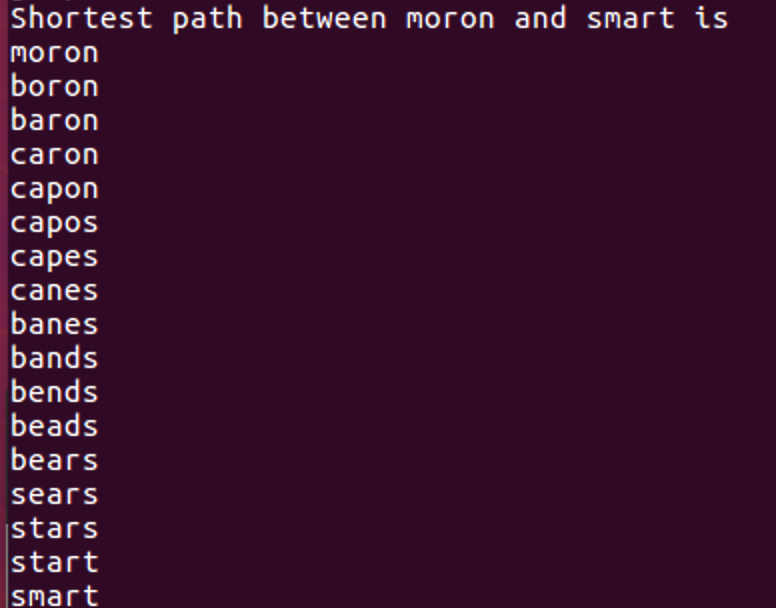 Shortest path between moron and smart is
moron
boron
baron
caron
capon
capos
capes
canes
banes
bands
bends
beads
bears
sears
stars
start
smart